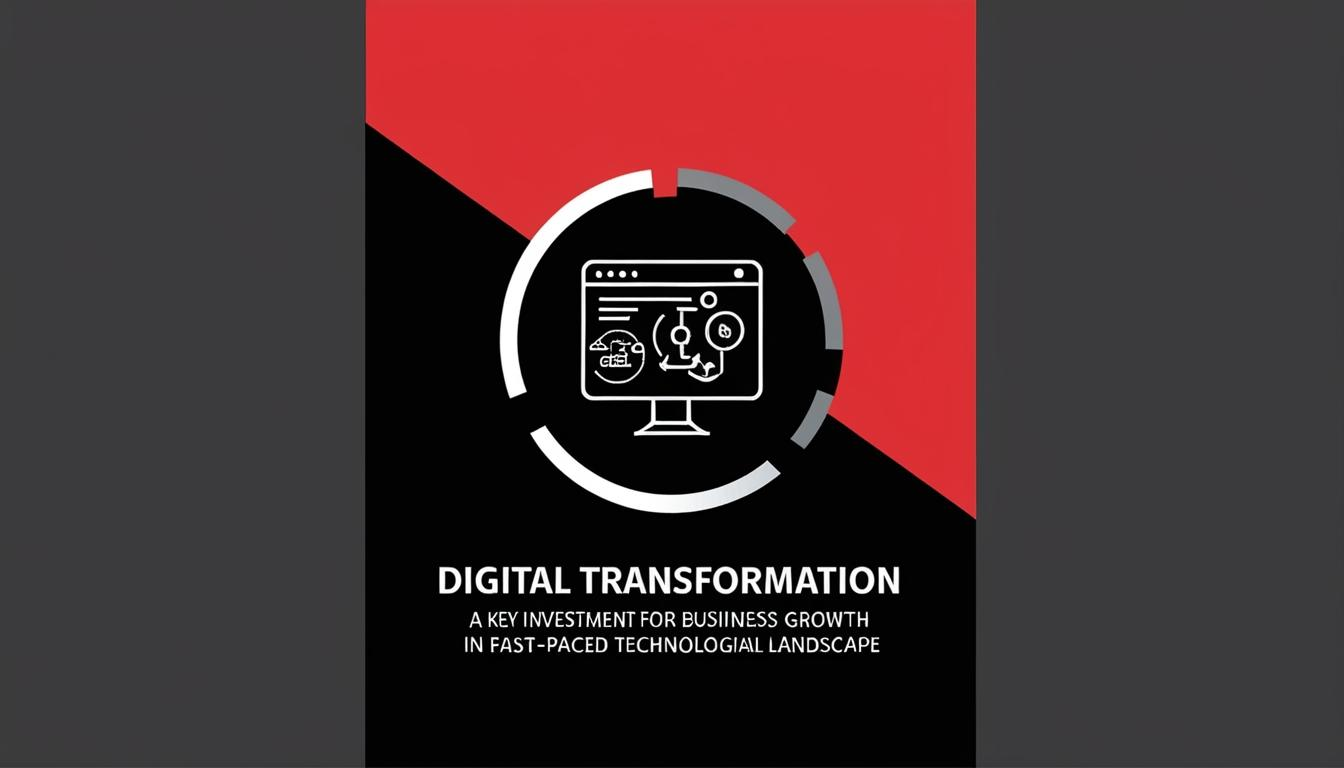 DIGITAL TRANSFORMATION
A KEY INVESTMENT FOR BUSIINESS GROWTH
IN FAST-PACED TECHNOLOGIAL LANDSCAPE